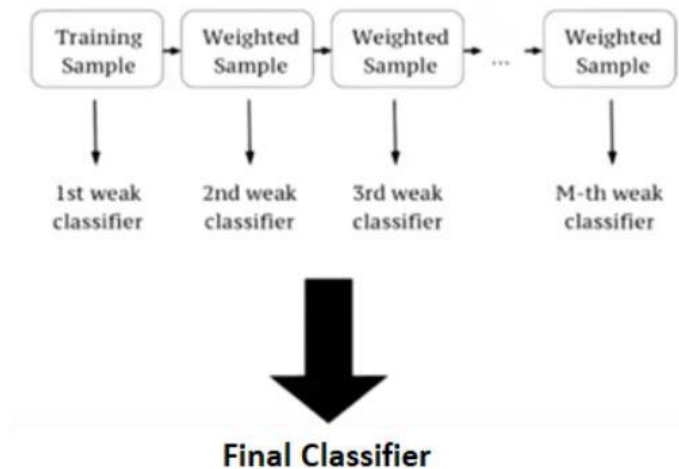 Training
Sample
Weighted
Sample
Weighted
Sample
...
Weighted
Sample
1st weak
classifier
2nd weak
classifier
3rd weak
classifier
M-th weak
classifier
Final Classifier